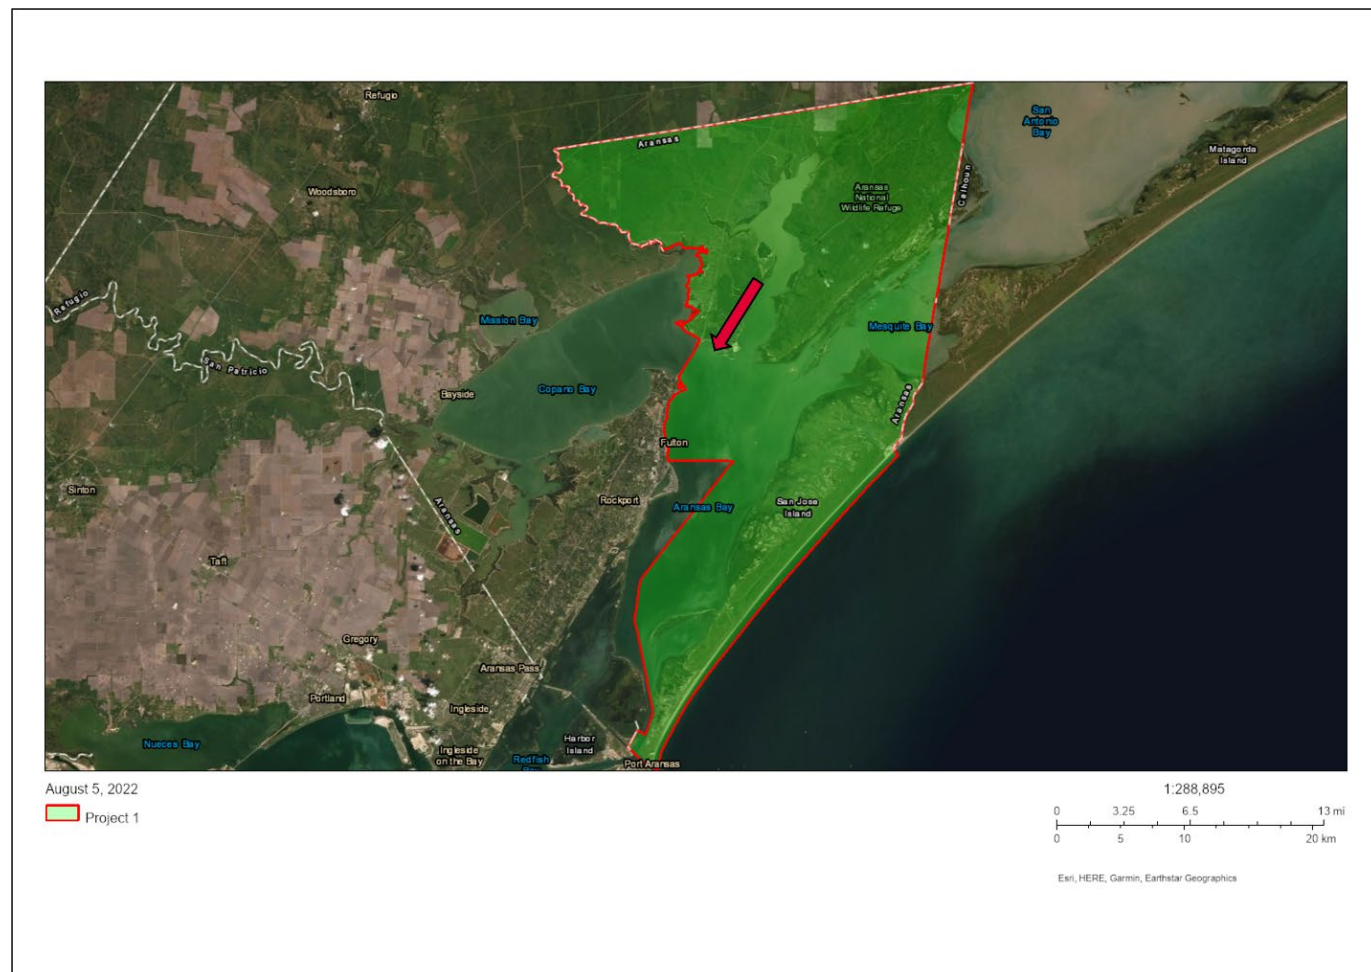 Refugio
San
Antonio
Bay
Aransas
Matagorda
Island
Calhoun
Woodsboro
Aransas
National
Wildlife Refuge
Refugio
Mission Bay
Mesquite Bay
San Patricio
Copano Bay
Bayside
Aransas
Fulton
Sinton
Rockport
Aransas Bay
San Jose
Island
Aransas
Taft
Gregory
Aransas Pass
Portland
Ingleside
Nueces Bay
Ingleside
on the Bay
Harbor
Island
Redfish
Bay
Port Aransas
August 5, 2022
Project 1
1:288,895
0 3.25 6.5 13 mi
0 5 10 20 km
Esri, HERE, Garmin, Earthstar Geographics